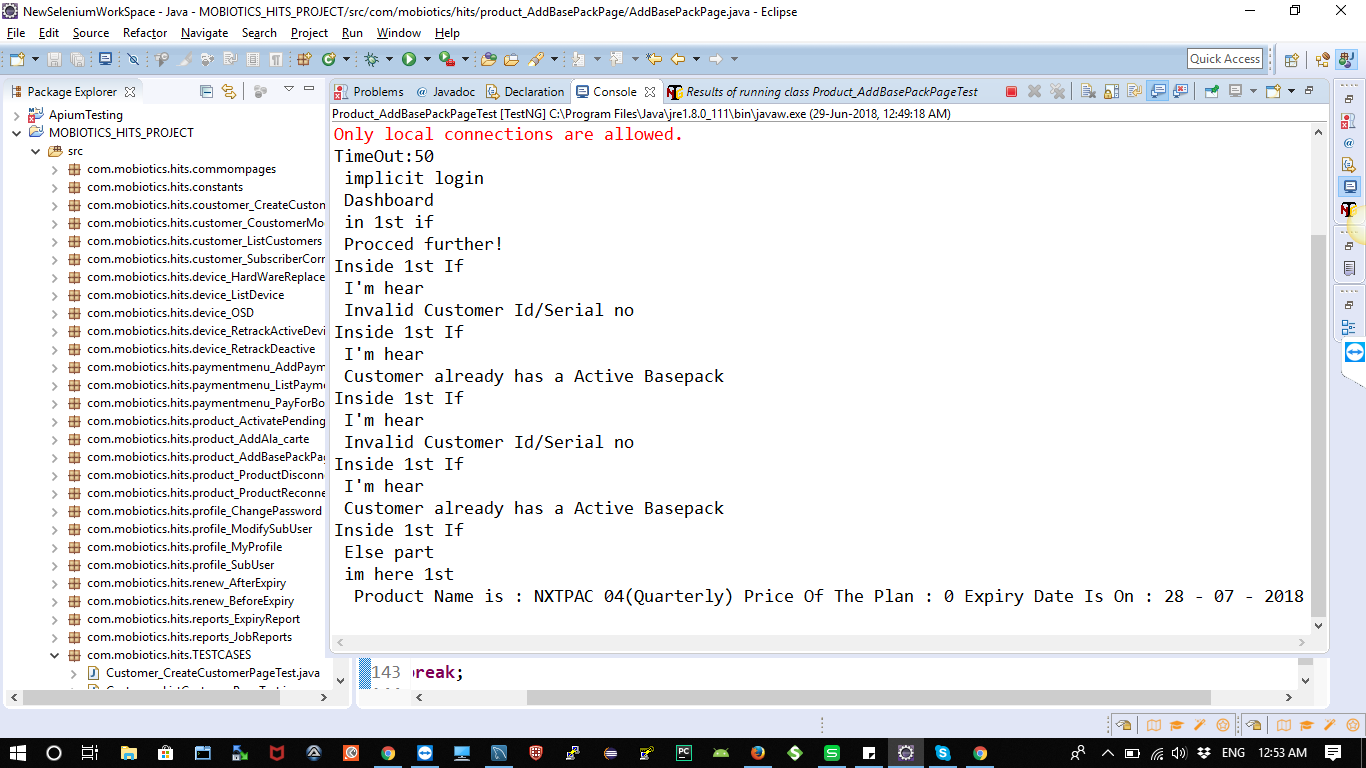 NewSeleniumWorkSpace - Java - MOBIOTICS_HITS_PROJECT/src/com/mobiotics/hits/product_AddBasePackPage/AddBasePackPage.java - Eclipse
File Edit Source Refactor Navigate Search Project Run Window Help
Quick Access
Package Explorer
Problems @ Javadoc Declaration Console Results of running class Product_AddBasePackPageTest
Product_AddBasePackPageTest [TestNG] C:\Program Files\Java\jre1.8.0_111\bin\javaw.exe (29-Jun-2018, 12:49:18 AM)
ApiumTesting
MOBIOTICS_HITS_PROJECT
src
com.mobiotics.hits.commompages
com.mobiotics.hits.constants
com.mobiotics.hits.coustomer_CreateCuston
com.mobiotics.hits.customer_CoustomerMo
com.mobiotics.hits.customer_ListCustomers
com.mobiotics.hits.customer_SubscriberCorr
com.mobiotics.hits.device_HardWareReplace
com.mobiotics.hits.device_ListDevice
com.mobiotics.hits.device_OSD
com.mobiotics.hits.device_RetrackActiveDevi
com.mobiotics.hits.device_RetrackDeactive
com.mobiotics.hits.paymentmenu_AddPaym
com.mobiotics.hits.paymentmenu_ListPayme
com.mobiotics.hits.paymentmenu_PayForBo
com.mobiotics.hits.product_ActivatePending
com.mobiotics.hits.product_AddAla_carte
com.mobiotics.hits.product_AddBasePackPag
com.mobiotics.hits.product_ProductDisconn
com.mobiotics.hits.product_ProductReconne
com.mobiotics.hits.profile_ChangePassword
com.mobiotics.hits.profile_ModifySubUser
com.mobiotics.hits.profile_MyProfile
com.mobiotics.hits.profile_SubUser
com.mobiotics.hits.renew_AfterExpiry
com.mobiotics.hits.renew_BeforeExpiry
com.mobiotics.hits.reports_ExpiryReport
com.mobiotics.hits.reports_JobReports
com.mobiotics.hits.TESTCASES
Customer_CreateCustomerPageTest.java
Only local connections are allowed.
TimeOut:50
implicit login
Dashboard
in 1st if
Procced further!
Inside 1st If
I'm hear
Invalid Customer Id/Serial no
Inside 1st If
I'm hear
Customer already has a Active Basepack
Inside 1st If
I'm hear
Invalid Customer Id/Serial no
Inside 1st If
I'm hear
Customer already has a Active Basepack
Inside 1st If
Else part
im here 1st
Product Name is : NXTPAC 04(Quarterly) Price Of The Plan : 0 Expiry Date Is On : 28 - 07 - 2018
143 reak;
ENG 12:53 AM